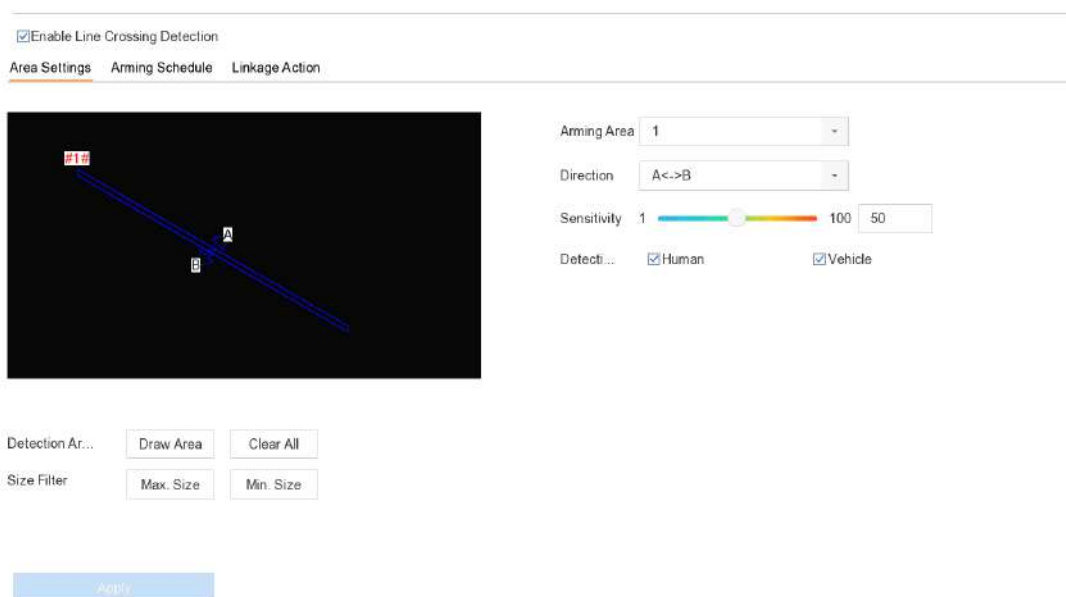 Enable Line Crossing Detection
Area Settings Arming Schedule Linkage Action
#1#
A
B
Arming Area 1
Direction A<->B
Sensitivity 1 100 50
Detecti... Human Vehicle
Detection Ar... Draw Area Clear All
Size Filter Max. Size Min. Size
Apply